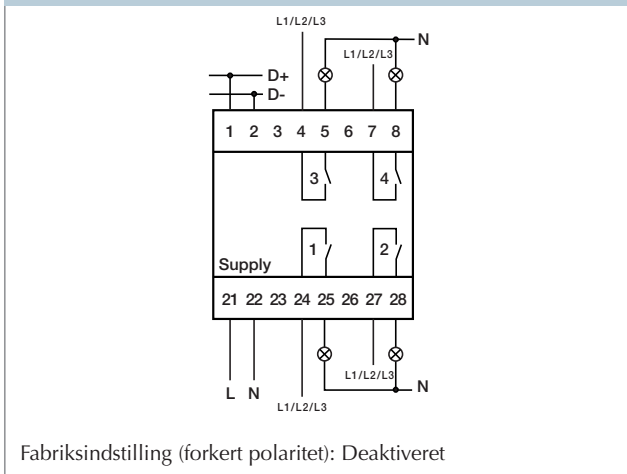 L1/L2/L3
N
L1/L2/L3
D+
D-
1 2 3 4 5 6 7 8
3 4
1 2
Supply
21 22 23 24 25 26 27 28
L1/L2/L3
L N N
L1/L2/L3
Fabriksindstilling (forkert polaritet): Deaktiveret